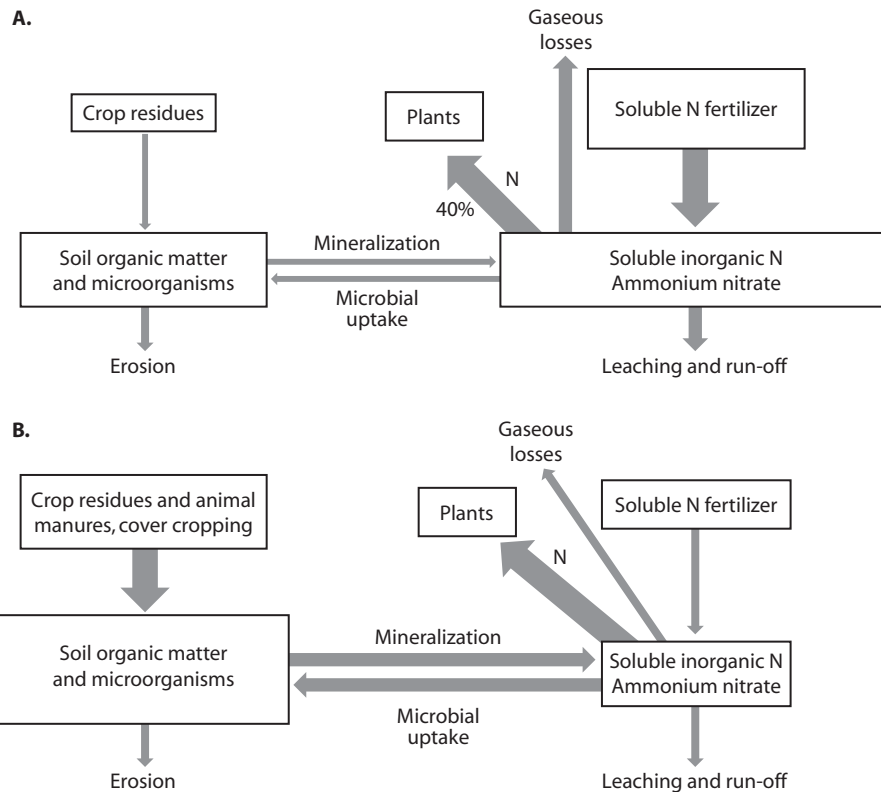 A.
Gaseous
losses
Crop residues
Plants
Soluble N fertilizer
N
40%
Soil organic matter
and microorganisms
Mineralization
Microbial
uptake
Soluble inorganic N
Ammonium nitrate
Erosion
Leaching and run-off
B.
Gaseous
losses
Crop residues and animal
manures, cover cropping
Plants
Soluble N fertilizer
N
Soil organic matter
and microorganisms
Mineralization
Microbial
uptake
Soluble inorganic N
Ammonium nitrate
Erosion
Leaching and run-off